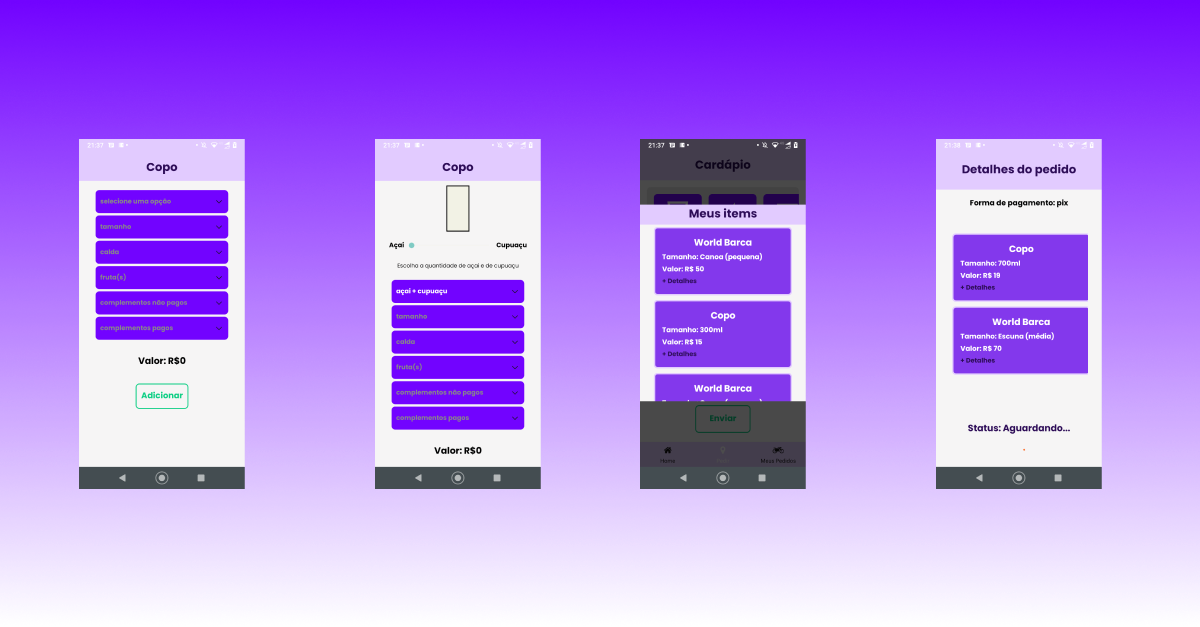 21:37
Copo
selecione uma opção
tamanho
calda
fruta(s)
complementos não pagos
complementos pagos
Valor: R$0
Adicionar
21:37
Copo
Açaí
Cupuaçu
Escolha a quantidade de açaí e de cupuaçu
açaí + cupuaçu
tamanho
calda
fruta(s)
complementos não pagos
complementos pagos
Valor: R$0
21:37
Cardápio
Meus items
World Barca
Tamanho: Canoa (pequena)
Valor: R$ 50
+ Detalhes
Copo
Tamanho: 300ml
Valor: R$ 15
+ Detalhes
World Barca
Enviar
Home
Meus Pedidos
21:38
Detalhes do pedido
Forma de pagamento: pix
Copo
Tamanho: 700ml
Valor: R$ 19
+ Detalhes
World Barca
Tamanho: Escuna (média)
Valor: R$ 70
+ Detalhes
Status: Aguardando...